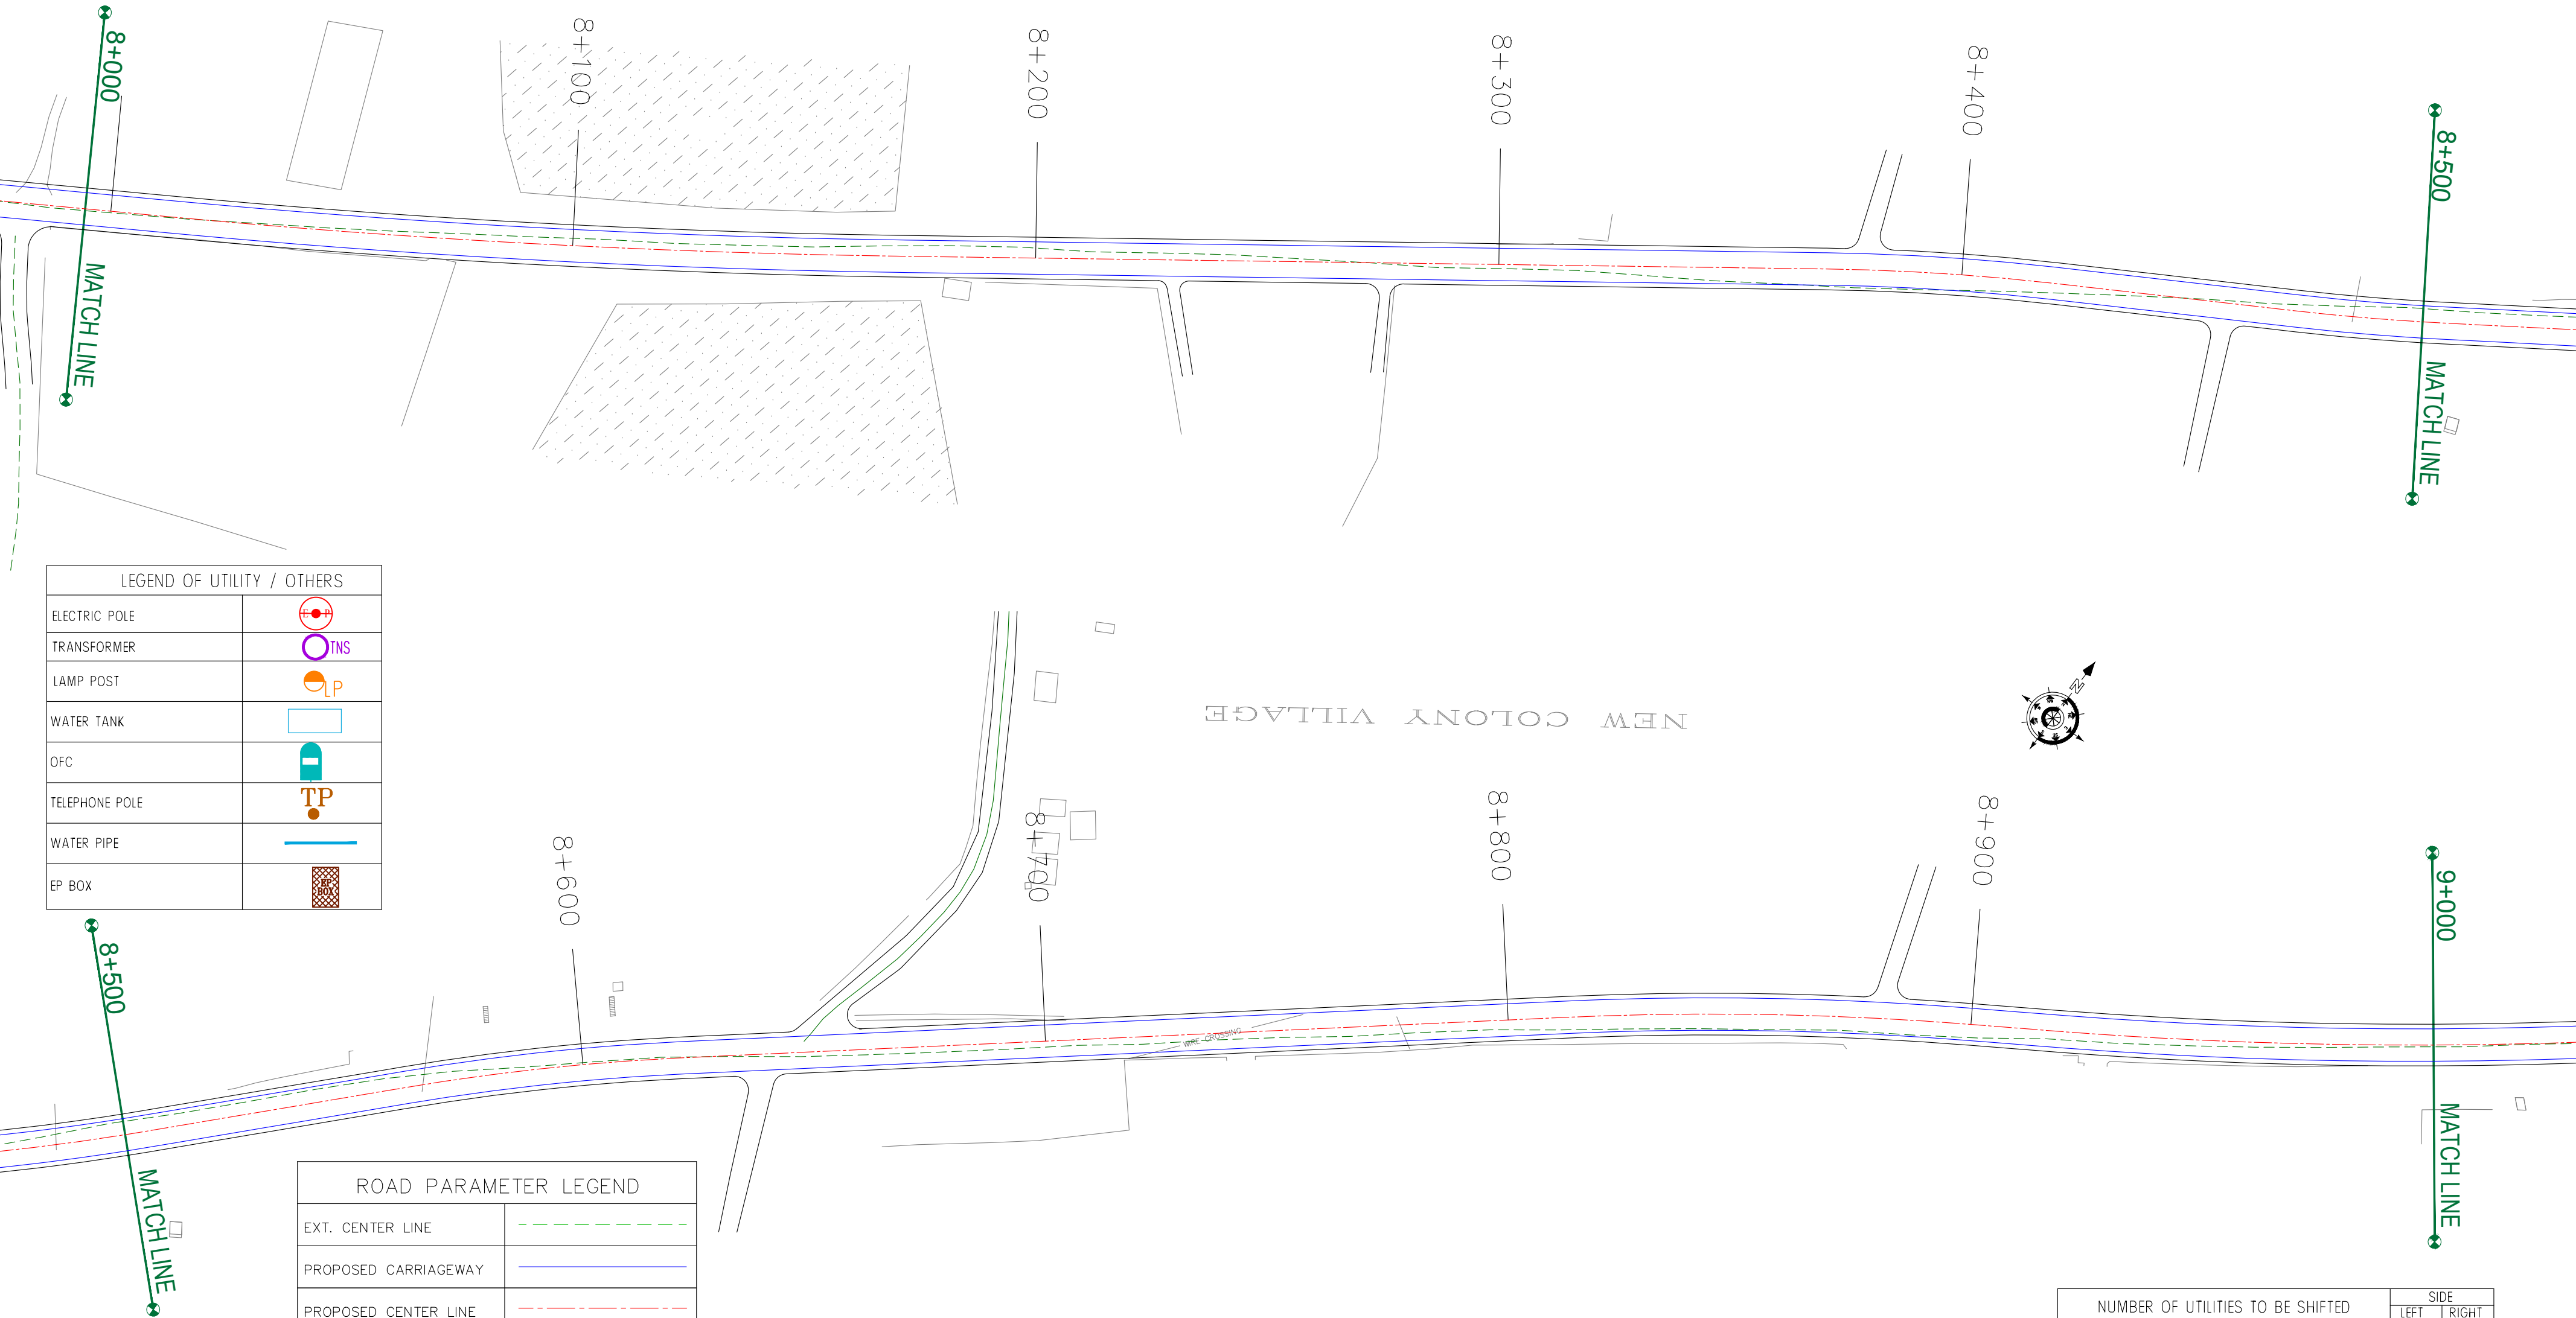 8+000
8+100
8+200
8+300
8+400
8+500
MATCH LINE
MATCH LINE
LEGEND OF UTILITY / OTHERS
ELECTRIC POLE
E P
TRANSFORMER
TNS
LAMP POST
LP
WATER TANK
OFC
TELEPHONE POLE
TP
WATER PIPE
EP BOX
EP
BOX
NEW COLONY VILLAGE
N
8+500
8+600
8+700
8+800
8+900
9+000
WIRE CROSSING
MATCH LINE
MATCH LINE
ROAD PARAMETER LEGEND
EXT. CENTER LINE
PROPOSED CARRIAGEWAY
PROPOSED CENTER LINE
NUMBER OF UTILITIES TO BE SHIFTED
SIDE
LEFT RIGHT